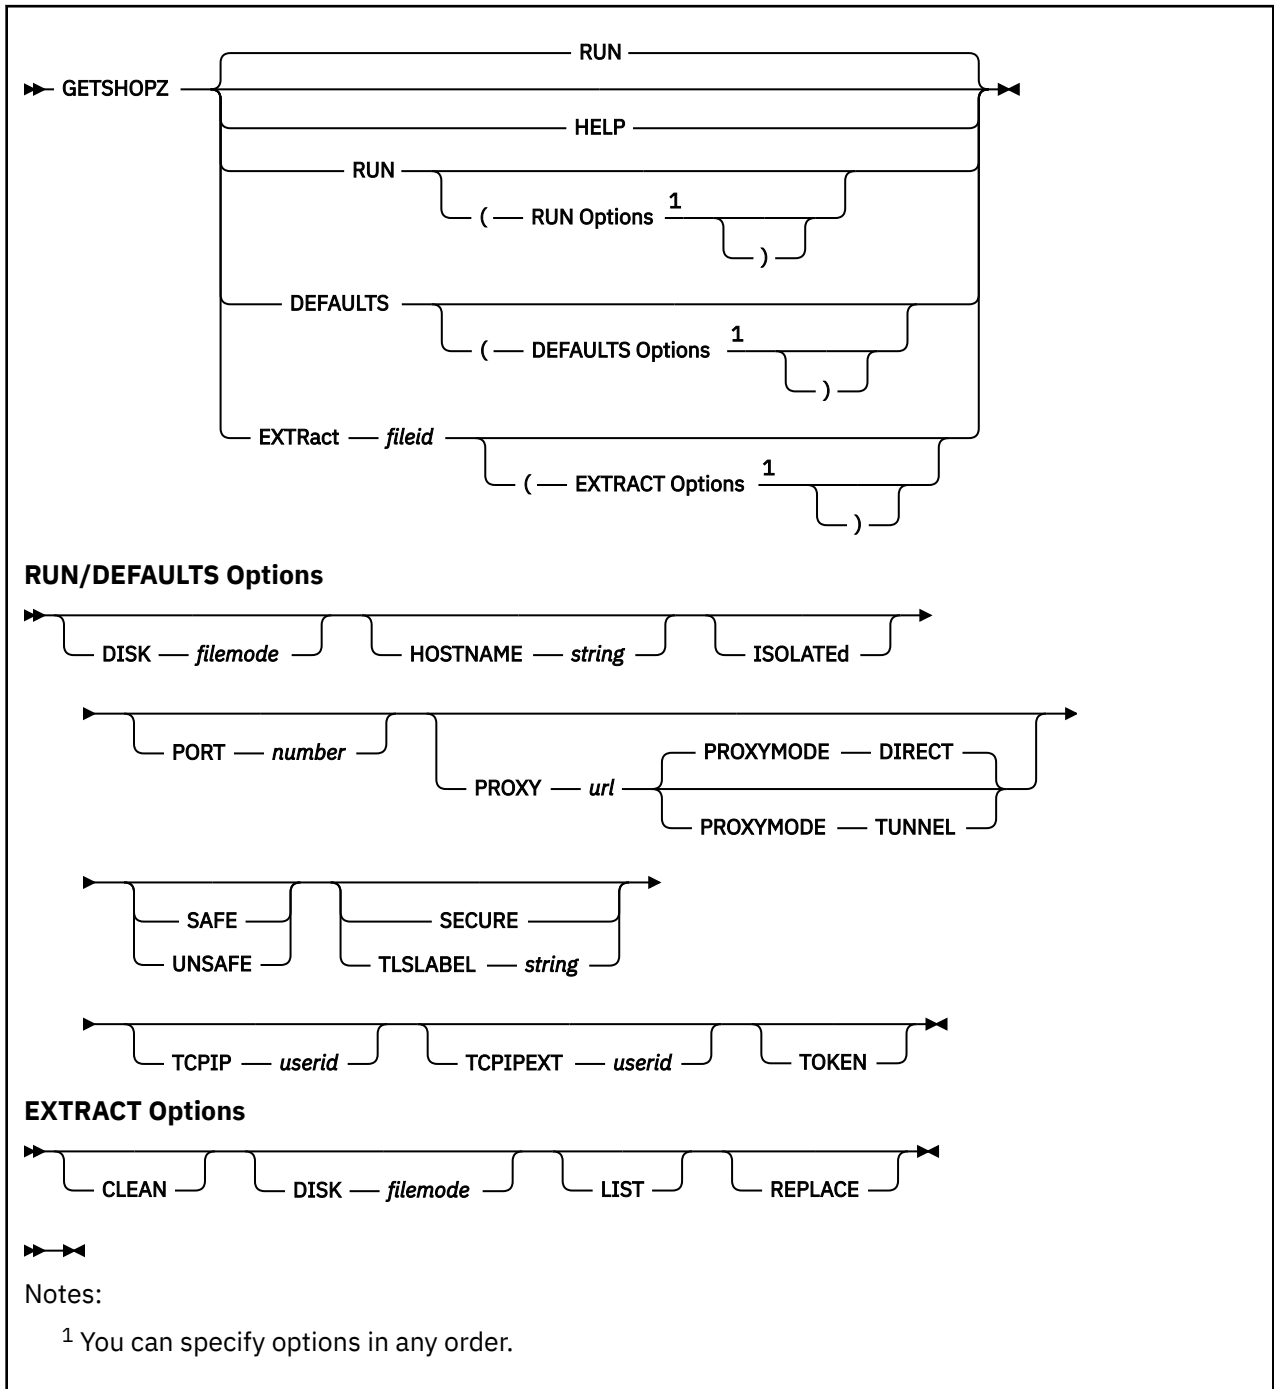 RUN
GETSHOPZ
HELP
RUN
( RUN Options 1
)
DEFAULTS
( DEFAULTS Options 1
)
EXTRact fileid
( EXTRACT Options 1
)
RUN/DEFAULTS Options
DISK filemode HOSTNAME string ISOLATEd
PORT number PROXY url PROXYMODE DIRECT
PROXYMODE TUNNEL
SAFE SECURE
UNSAFE TLSLABEL string
TCPIP userid TCPIPEXT userid TOKEN
EXTRACT Options
CLEAN DISK filemode LIST REPLACE
Notes:
1 You can specify options in any order.